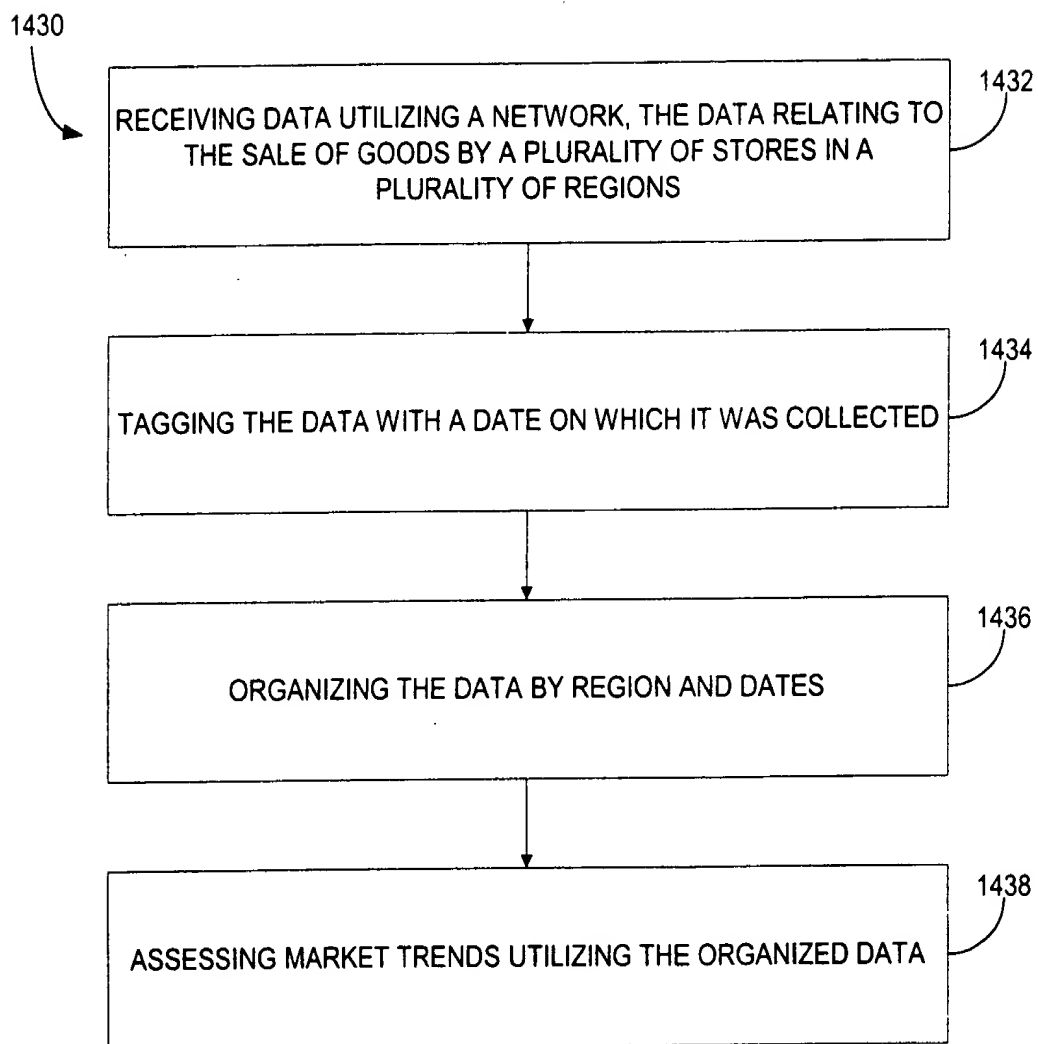 1430
1432
RECEIVING DATA UTILIZING A NETWORK, THE DATA RELATING TO
THE SALE OF GOODS BY A PLURALITY OF STORES IN A
PLURALITY OF REGIONS
1434
TAGGING THE DATA WITH A DATE ON WHICH IT WAS COLLECTED
1436
ORGANIZING THE DATA BY REGION AND DATES
1438
ASSESSING MARKET TRENDS UTILIZING THE ORGANIZED DATA